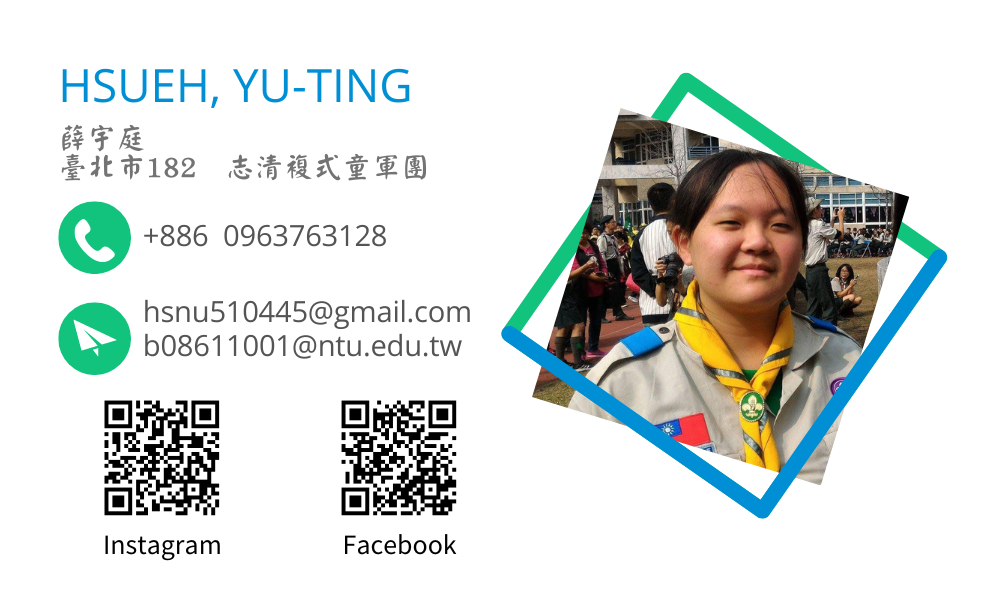 HSUEH, YU-TING
薛宇庭
臺北市182 志清複式童軍團
+886 0963763128
hsnu510445@gmail.com
b08611001@ntu.edu.tw
Instagram
Facebook